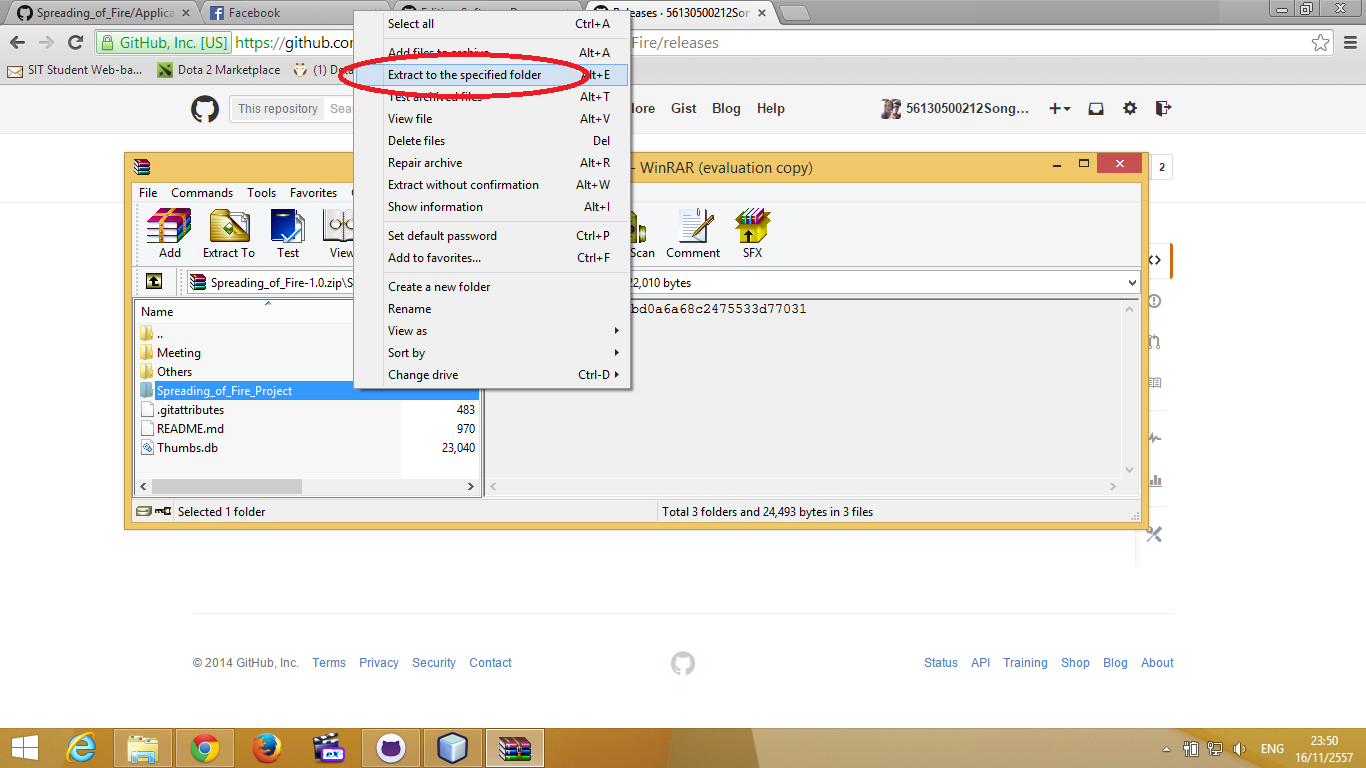 Spreading_of_Fire/Applica
Facebook
Releases · 56130500212Son
GitHub, Inc. [US] https://github.co
Fire/releases
SIT Student Web-ba...
Dota 2 Marketplace
This repository
Gist
Blog
Help
56130500212Song...
2
Select all Ctrl+A
Add files to archive Alt+A
Extract to the specified folder Alt+E
Test archived files Alt+T
View file Alt+V
Delete files Del
Repair archive Alt+R
Extract without confirmation Alt+W
Show information Alt+I
Set default password Ctrl+P
Add to favorites... Ctrl+F
Create a new folder
Rename
View as
Sort by
Change drive Ctrl-D
- WinRAR (evaluation copy)
File Commands Tools Favorites
Add
Extract To
Test
View
Scan
Comment
SFX
Spreading_of_Fire-1.0.zip\S
2,010 bytes
Name
..
Meeting
Others
Spreading_of_Fire_Project
.gitattributes 483
README.md 970
Thumbs.db 23,040
bd0a6a68c2475533d77031
Selected 1 folder
Total 3 folders and 24,493 bytes in 3 files
© 2014 GitHub, Inc. Terms Privacy Security Contact
Status API Training Shop Blog About
ENG
23:50
16/11/2557